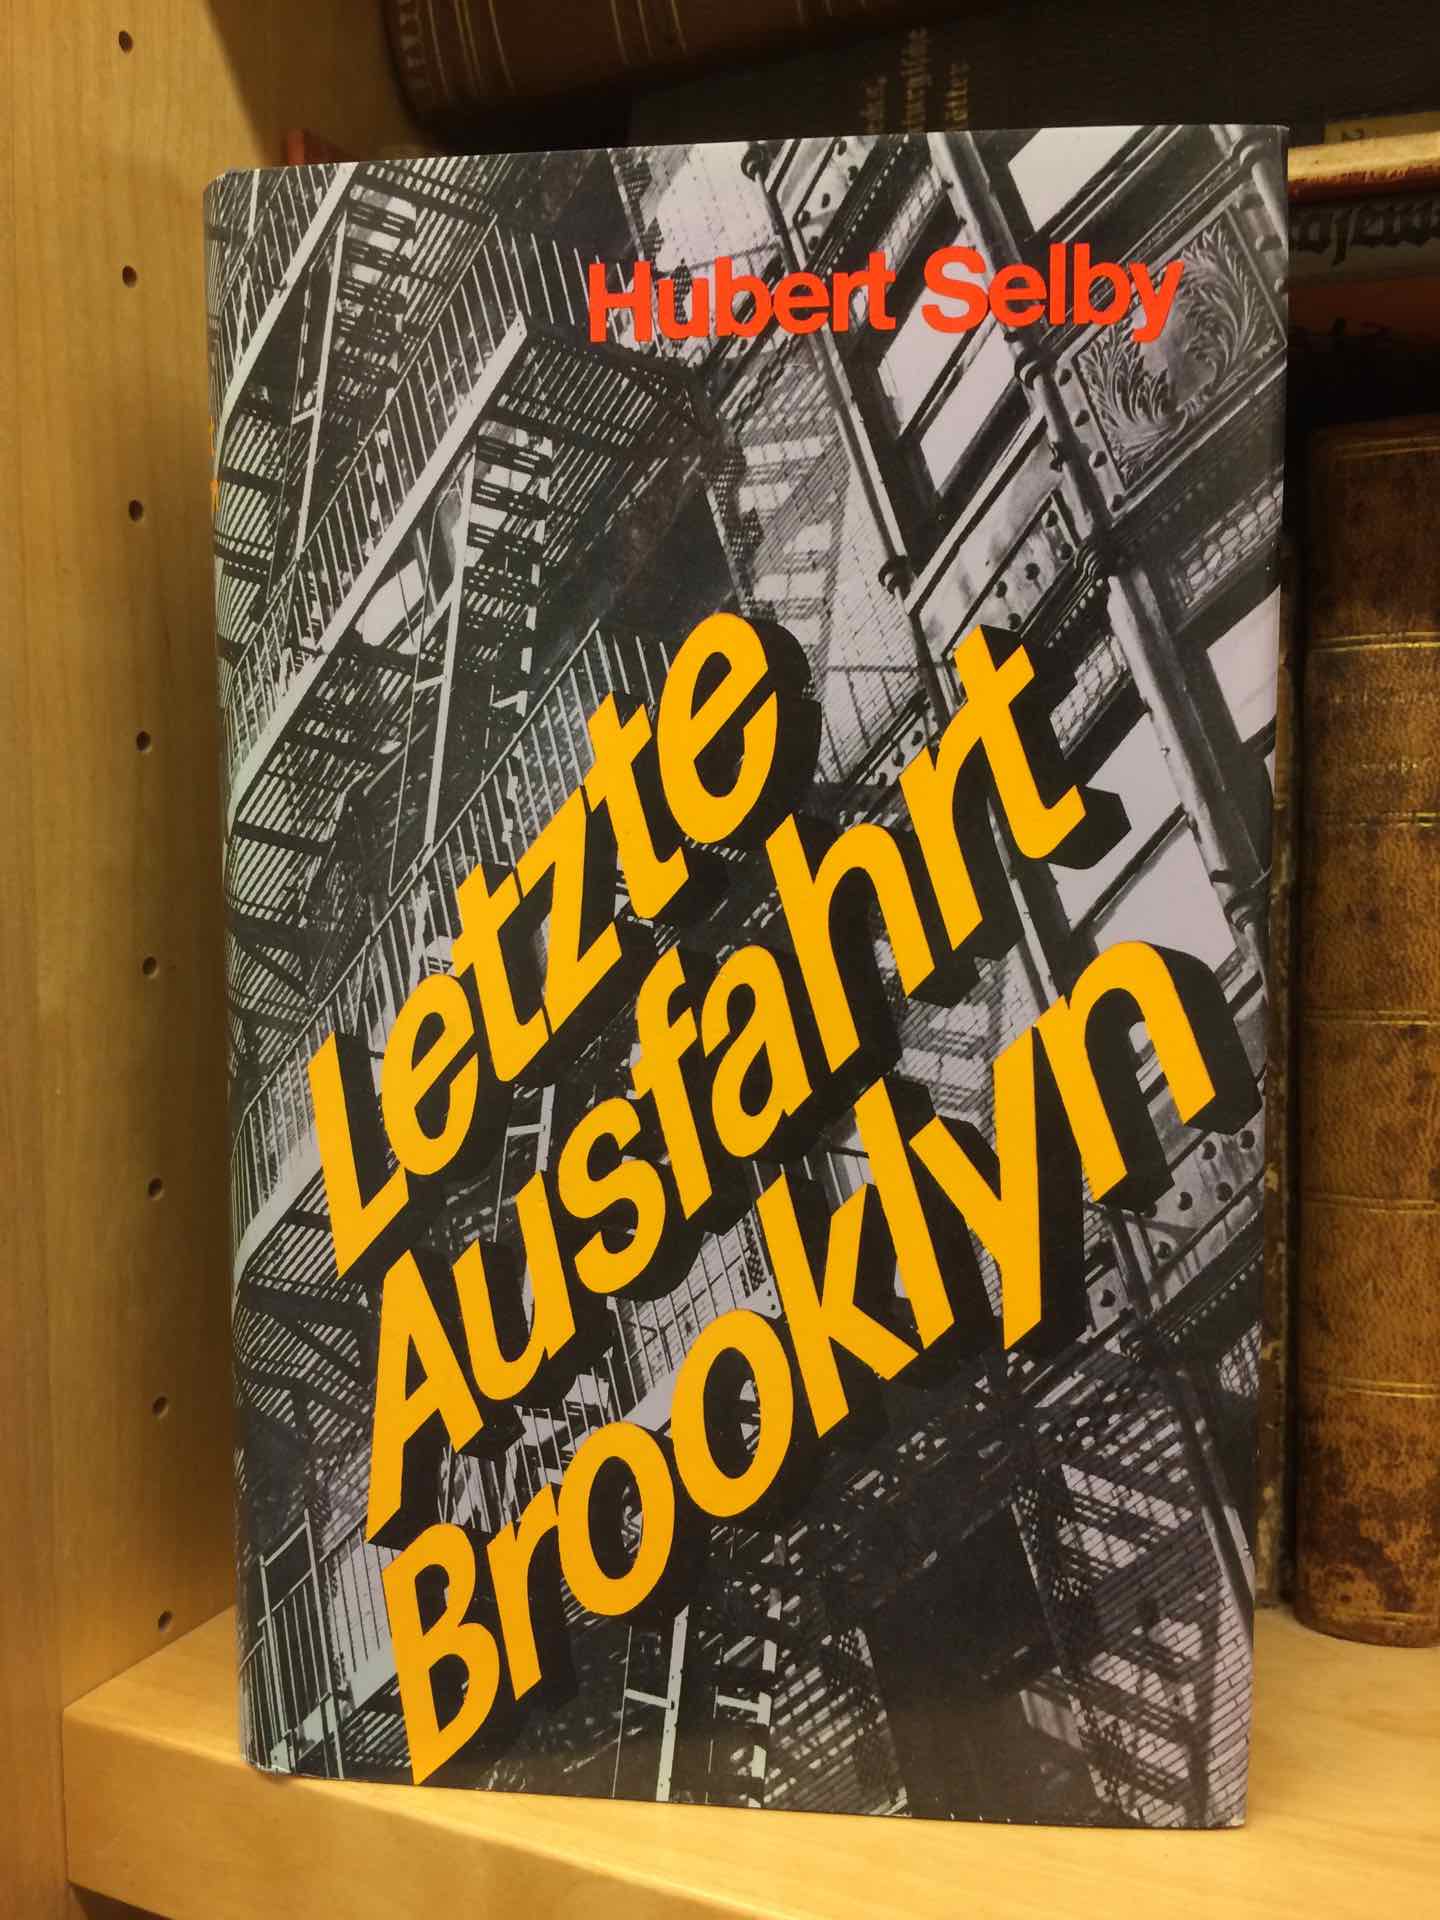 Hubert Selby
Letzte
Ausfahrt
Brooklyn